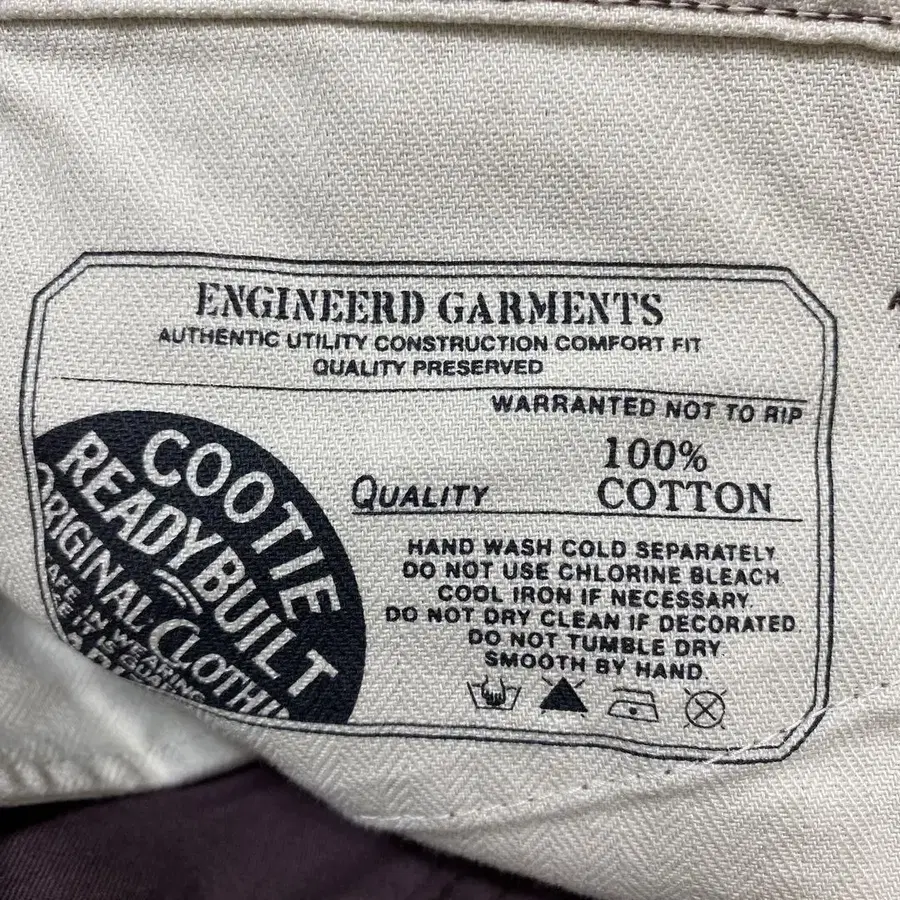 ENGINEERD GARMENTS
AUTHENTIC UTILITY CONSTRUCTION COMFORT FIT
QUALITY PRESERVED
WARRANTED NOT TO RIP
100%
QUALITY COTTON
COOTIE
READYBUILT
ORIGINAL CLOTHI
HAND WASH COLD SEPARATELY
DO NOT USE CHLORINE BLEACH
COOL IRON IF NECESSARY.
DO NOT DRY CLEAN IF DECORATED
DO NOT TUMBLE DRY
SMOOTH BY HAND.